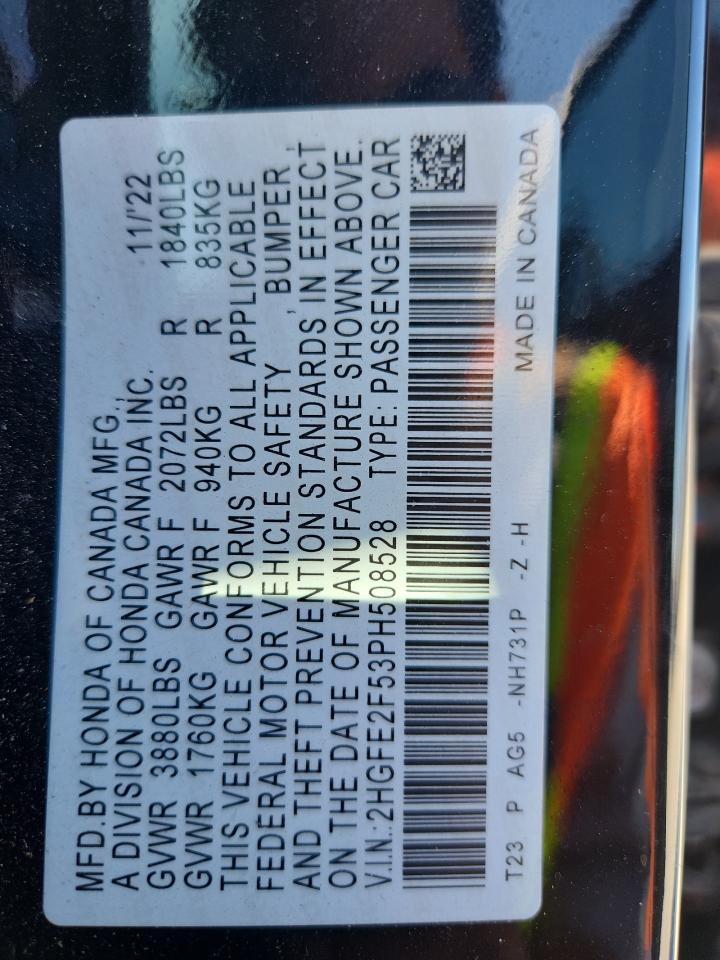 MFD.BY HONDA OF CANADA MFG.,
A DIVISION OF HONDA CANADA INC. 11/'22
GVWR 3880LBS GAWR F 2072LBS R 1840LBS
GVWR 1760KG GAWR F 940KG R 835KG
THIS VEHICLE CONFORMS TO ALL APPLICABLE
FEDERAL MOTOR VEHICLE SAFETY , BUMPER ,
AND THEFT PREVENTION STANDARDS IN EFFECT
ON THE DATE OF MANUFACTURE SHOWN ABOVE.
V.I.N.:2HGFE2F53PH508528 TYPE: PASSENGER CAR
T23 P AG5 -NH731P -Z -H MADE IN CANADA